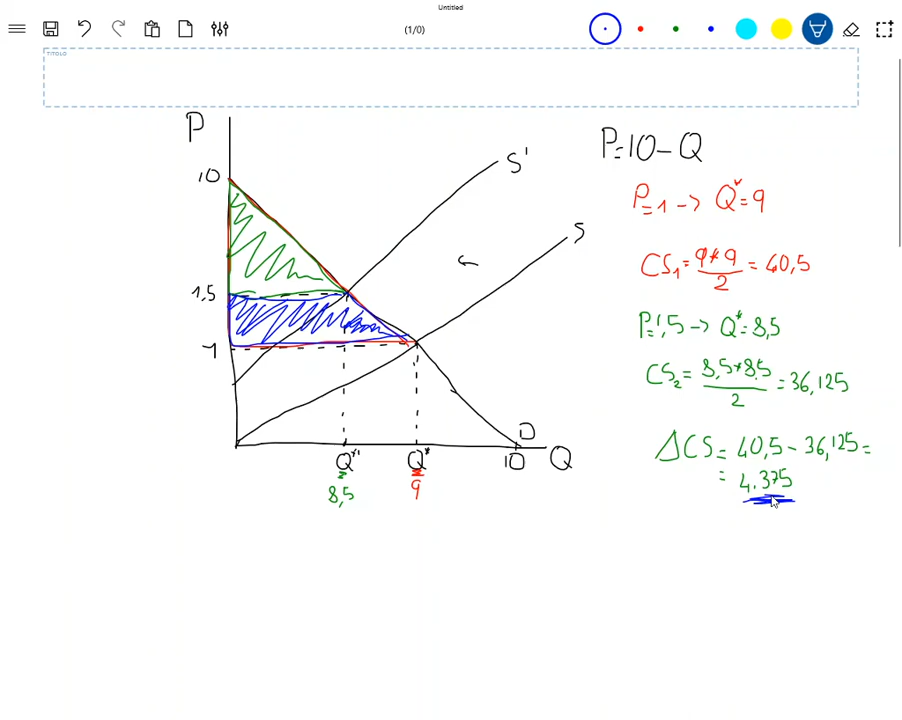 Untitled
(1/0)
TITOLO
P
10
1,5
1
S'
S
D
10
Q
Q*'
8,5
Q*
9
P=10-Q
P=1 -> Q*=9
CS1= 9*9/2 = 40,5
P=1,5 -> Q*=8,5
CS2= 8,5*8,5/2 = 36,125
ΔCS= 40,5 - 36,125=
= 4.375